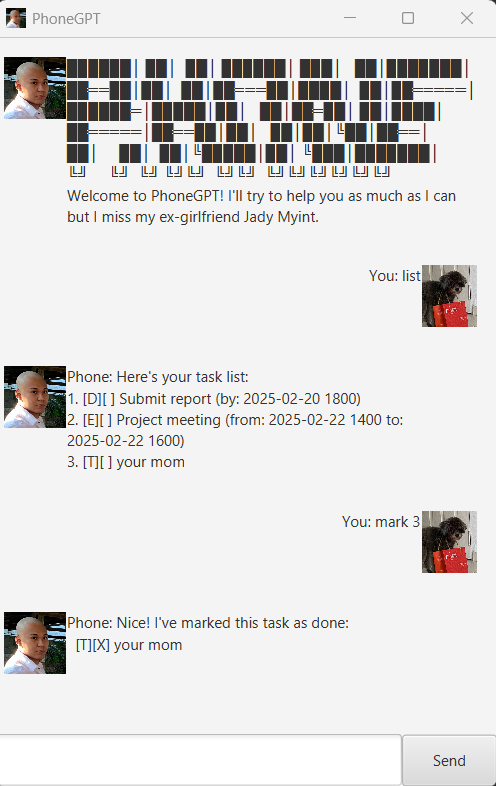 PhoneGPT
Welcome to PhoneGPT! I'll try to help you as much as I can
but I miss my ex-girlfriend Jady Myint.
You: list
Phone: Here's your task list:
1. [D][ ] Submit report (by: 2025-02-20 1800)
2. [E][ ] Project meeting (from: 2025-02-22 1400 to:
2025-02-22 1600)
3. [T][ ] your mom
You: mark 3
Phone: Nice! I've marked this task as done:
[T][X] your mom
Send